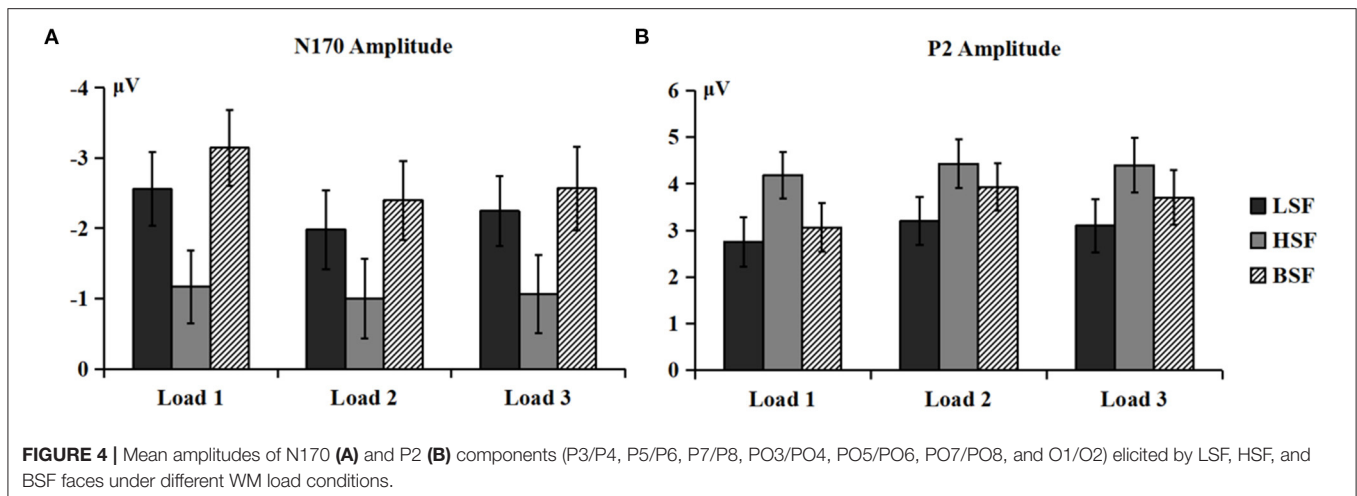 A
N170 Amplitude
µV
-4
-3
-2
-1
0
Load 1 Load 2 Load 3
B
P2 Amplitude
µV
6
5
4
3
2
1
0
Load 1 Load 2 Load 3
LSF
HSF
BSF
FIGURE 4 | Mean amplitudes of N170 (A) and P2 (B) components (P3/P4, P5/P6, P7/P8, PO3/PO4, PO5/PO6, PO7/PO8, and O1/O2) elicited by LSF, HSF, and
BSF faces under different WM load conditions.